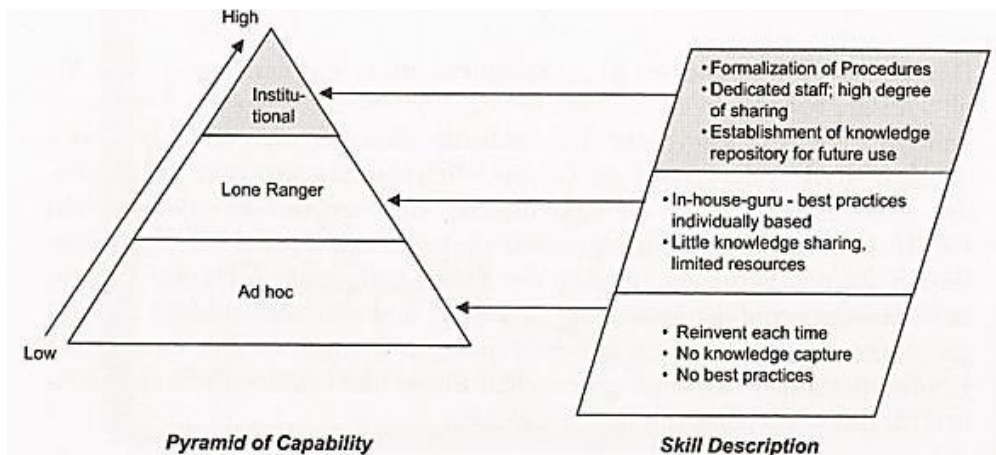 High
Institu-
tional
Lone Ranger
Ad hoc
Low
Pyramid of Capability
• Formalization of Procedures
• Dedicated staff; high degree
of sharing
• Establishment of knowledge
repository for future use
• In-house-guru - best practices
individually based
• Little knowledge sharing,
limited resources
• Reinvent each time
• No knowledge capture
• No best practices
Skill Description